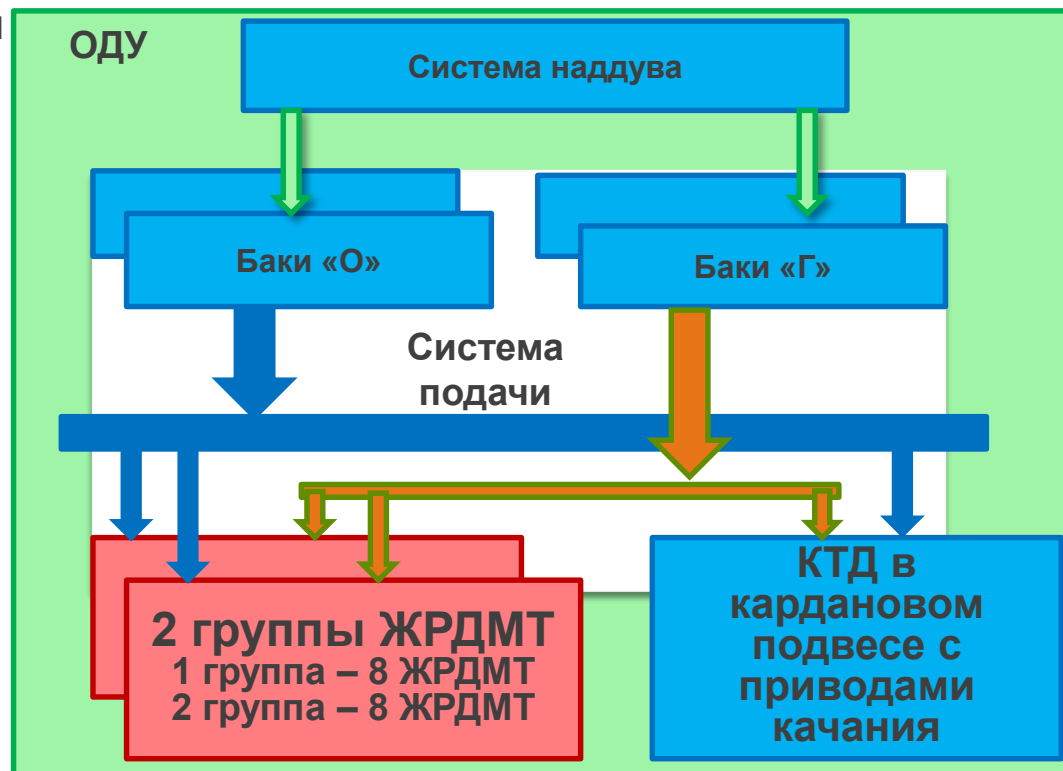 ОДУ
Система наддува
Баки «О»
Баки «Г»
Система
подачи
2 группы ЖРДМТ
1 группа – 8 ЖРДМТ
2 группа – 8 ЖРДМТ
КТД в
кардановом
подвесе с
приводами
качания